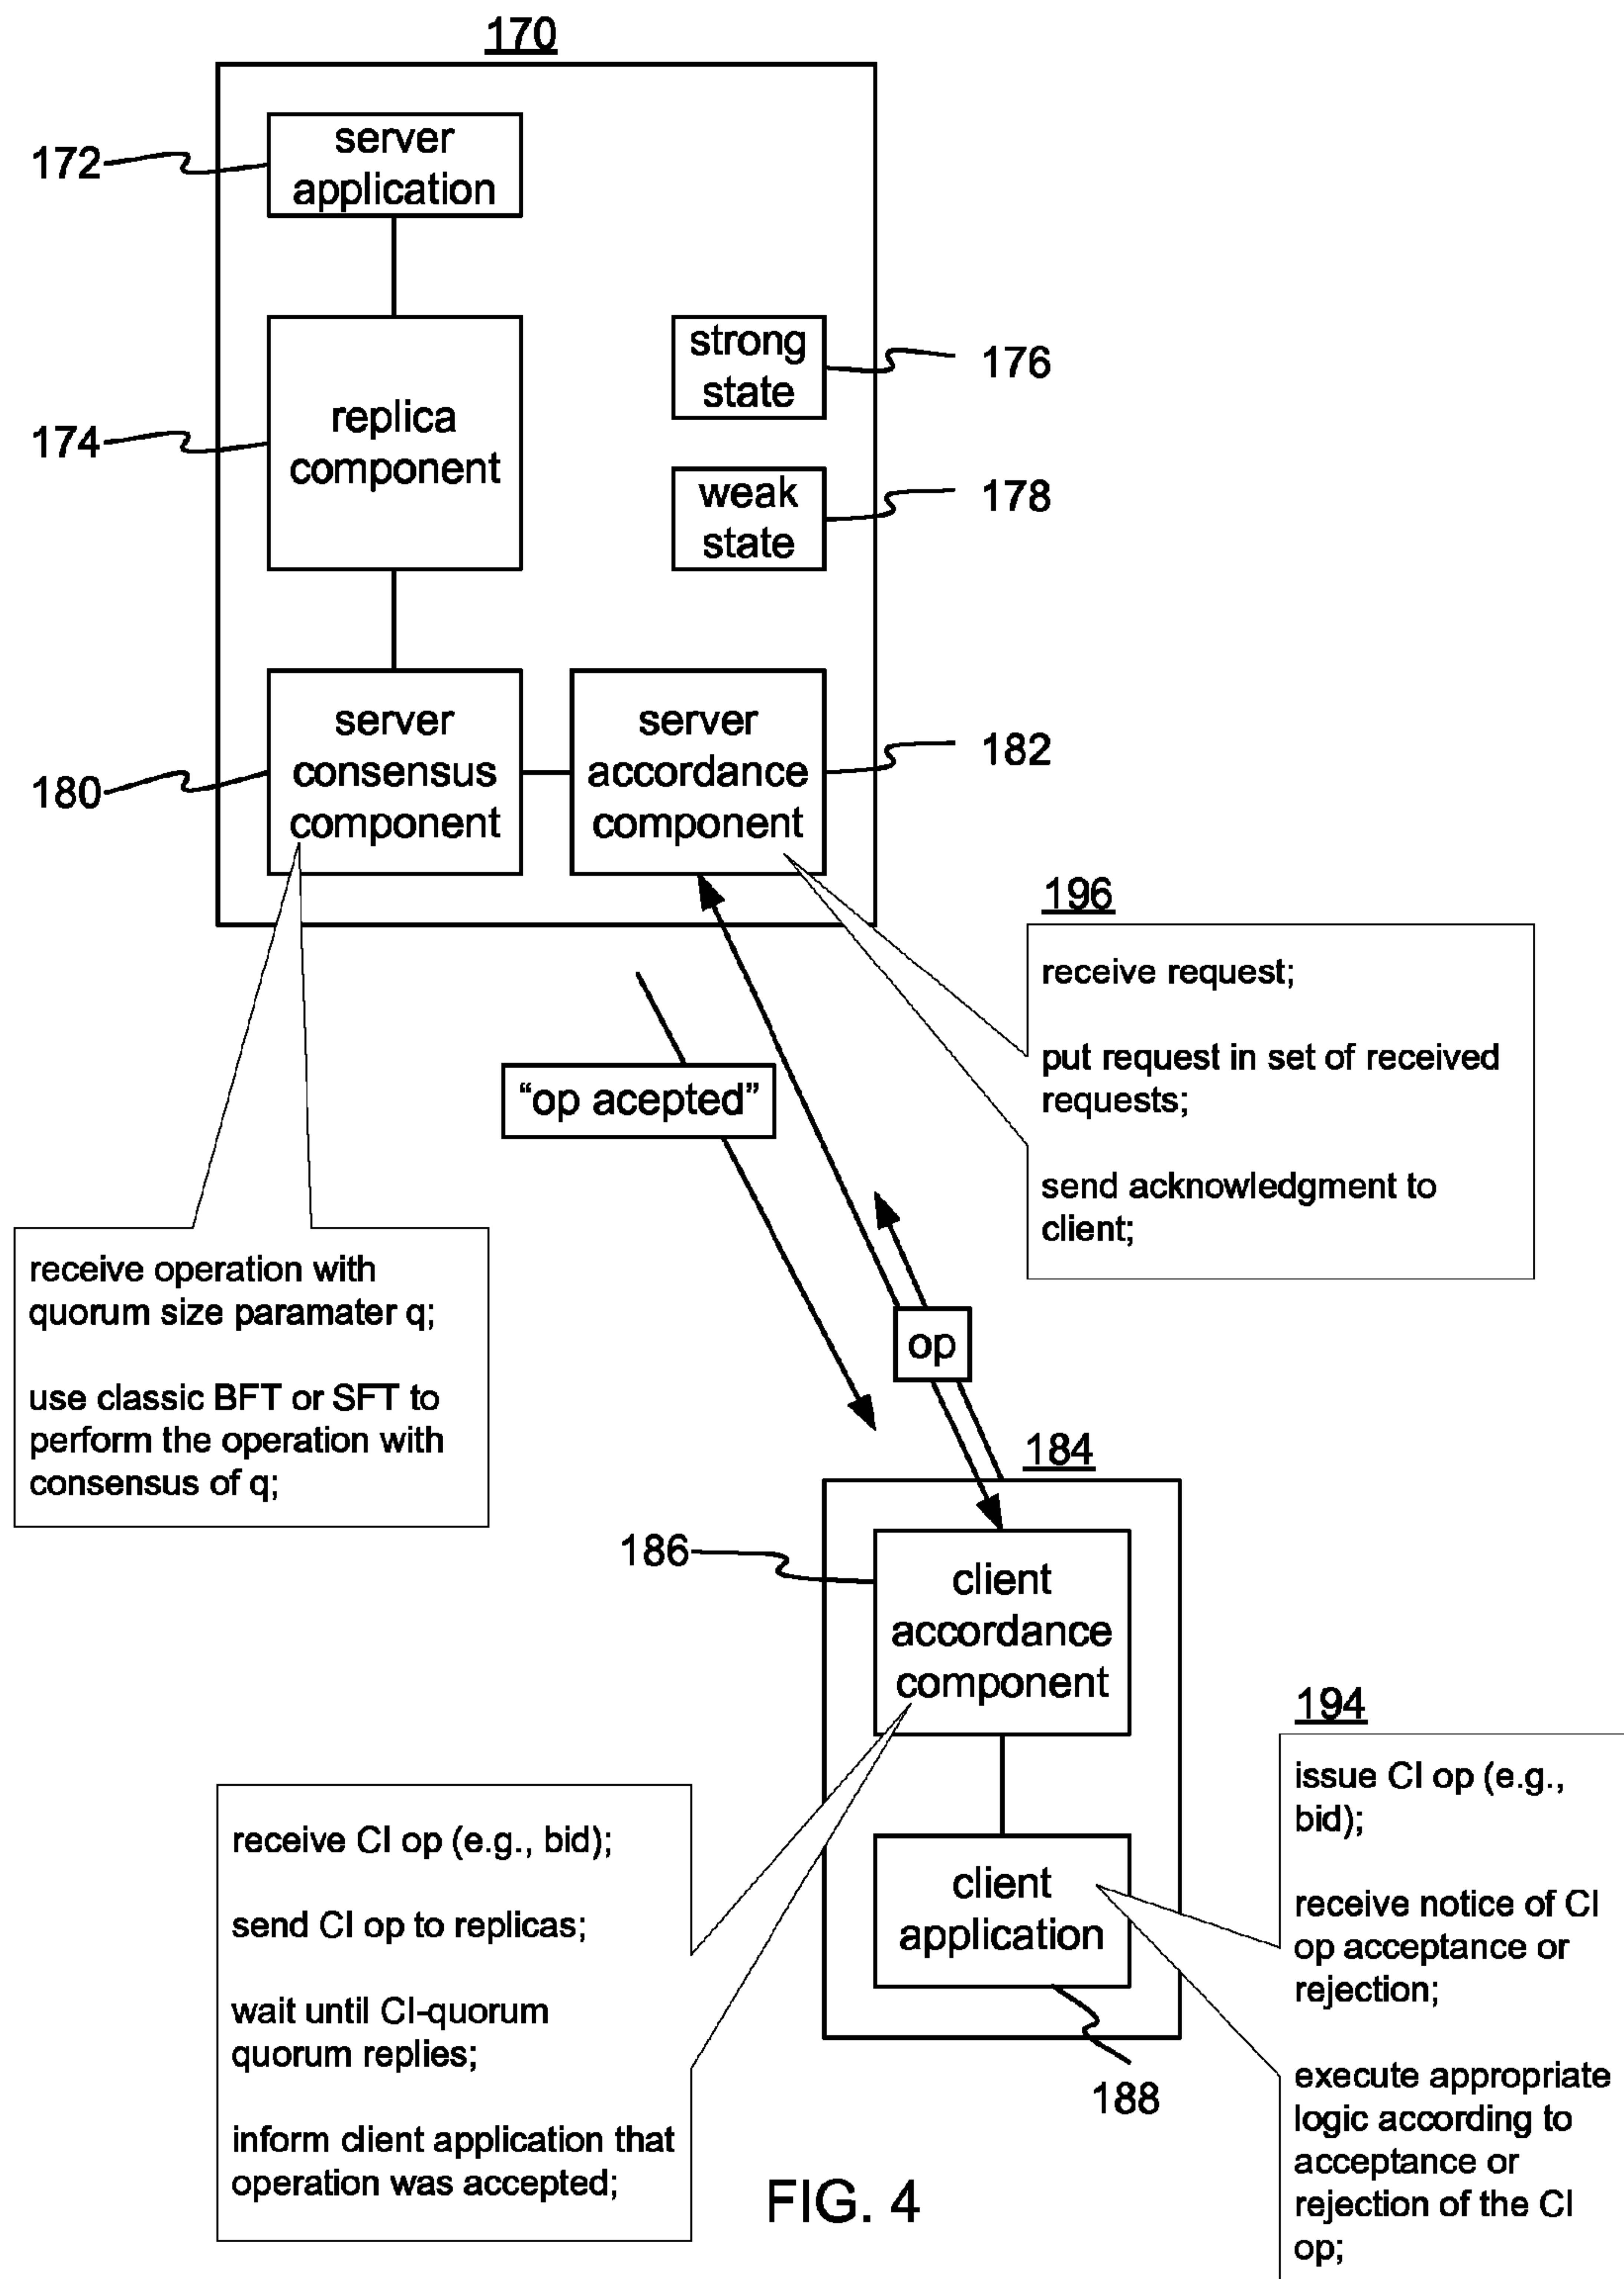 170
172
server
application
174
replica
component
strong
state
176
weak
state
178
180
server
consensus
component
server
accordance
component
182
196
receive request;
put request in set of received
requests;
send acknowledgment to
client;
“op acepted”
op
receive operation with
quorum size paramater q;
use classic BFT or SFT to
perform the operation with
consensus of q;
184
186
client
accordance
component
client
application
188
194
issue CI op (e.g.,
bid);
receive notice of CI
op acceptance or
rejection;
execute appropriate
logic according to
acceptance or
rejection of the CI
op;
receive CI op (e.g., bid);
send CI op to replicas;
wait until CI-quorum
quorum replies;
inform client application that
operation was accepted;
FIG. 4